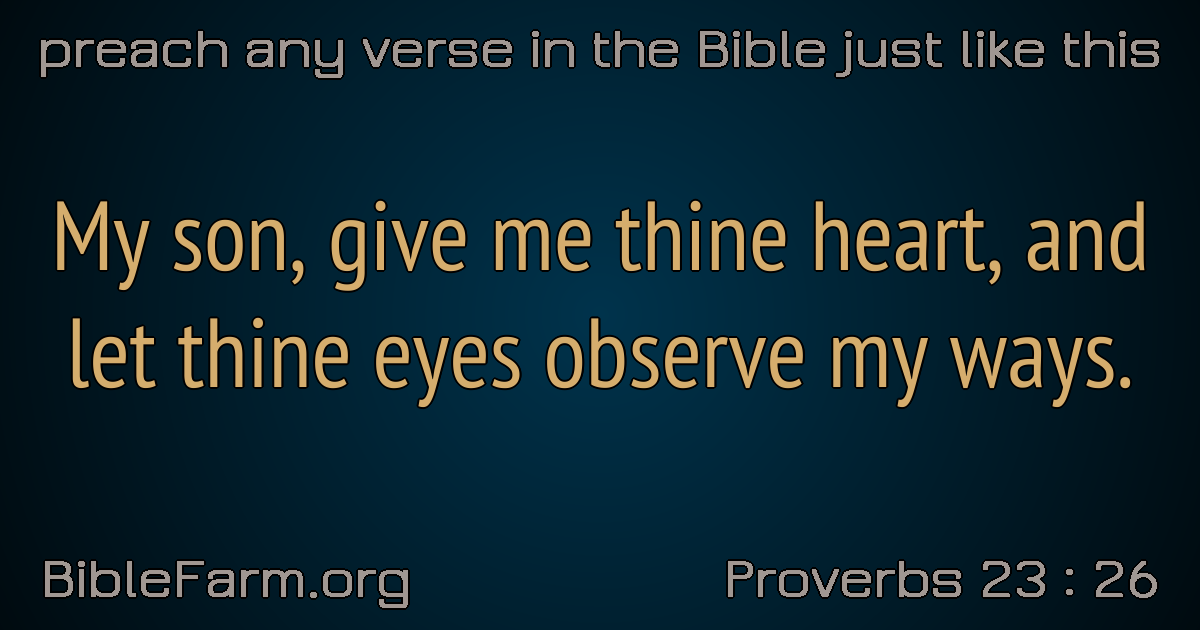 preach any verse in the Bible just like this
My son, give me thine heart, and
let thine eyes observe my ways.
BibleFarm.org
Proverbs 23 : 26